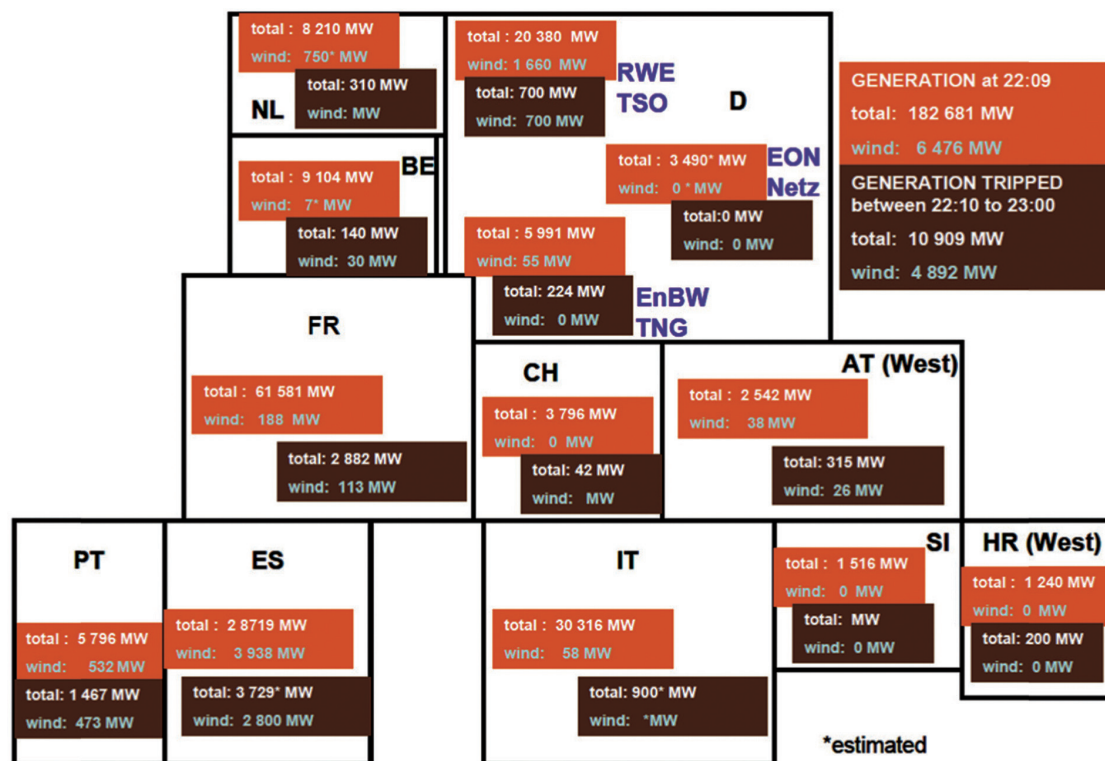 total : 8 210 MW
wind: 750* MW
total: 310 MW
wind: MW
NL
total : 20 380 MW
wind: 1 660 MW
total: 700 MW
wind: 700 MW
RWE
TSO
D
total : 3 490* MW
wind: 0 * MW
total:0 MW
wind: 0 MW
EON
Netz
GENERATION at 22:09
total: 182 681 MW
wind: 6 476 MW
GENERATION TRIPPED
between 22:10 to 23:00
total: 10 909 MW
wind: 4 892 MW
BE
total : 9 104 MW
wind: 7* MW
total: 140 MW
wind: 30 MW
total : 5 991 MW
wind: 55 MW
total: 224 MW
wind: 0 MW
EnBW
TNG
FR
total : 61 581 MW
wind: 188 MW
total: 2 882 MW
wind: 113 MW
CH
total : 3 796 MW
wind: 0 MW
total: 42 MW
wind: MW
AT (West)
total : 2 542 MW
wind: 38 MW
total: 315 MW
wind: 26 MW
PT
total : 5 796 MW
wind: 532 MW
total: 1 467 MW
wind: 473 MW
ES
total : 2 8719 MW
wind: 3 938 MW
total: 3 729* MW
wind: 2 800 MW
IT
total : 30 316 MW
wind: 58 MW
total: 900* MW
wind: *MW
SI
total : 1 516 MW
wind: 0 MW
total: MW
wind: 0 MW
HR (West)
total : 1 240 MW
wind: 0 MW
total: 200 MW
wind: 0 MW
*estimated